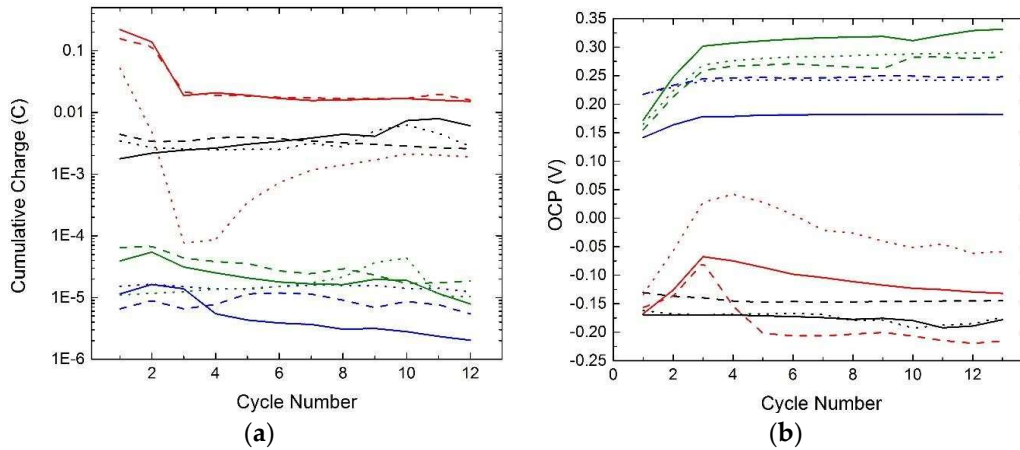 0.1
0.01
1E-3
1E-4
1E-5
1E-6
Cumulative Charge (C)
2 4 6 8 10 12
Cycle Number
(a)
0.35
0.30
0.25
0.20
0.15
0.10
0.05
0.00
-0.05
-0.10
-0.15
-0.20
-0.25
OCP (V)
0 2 4 6 8 10 12
Cycle Number
(b)